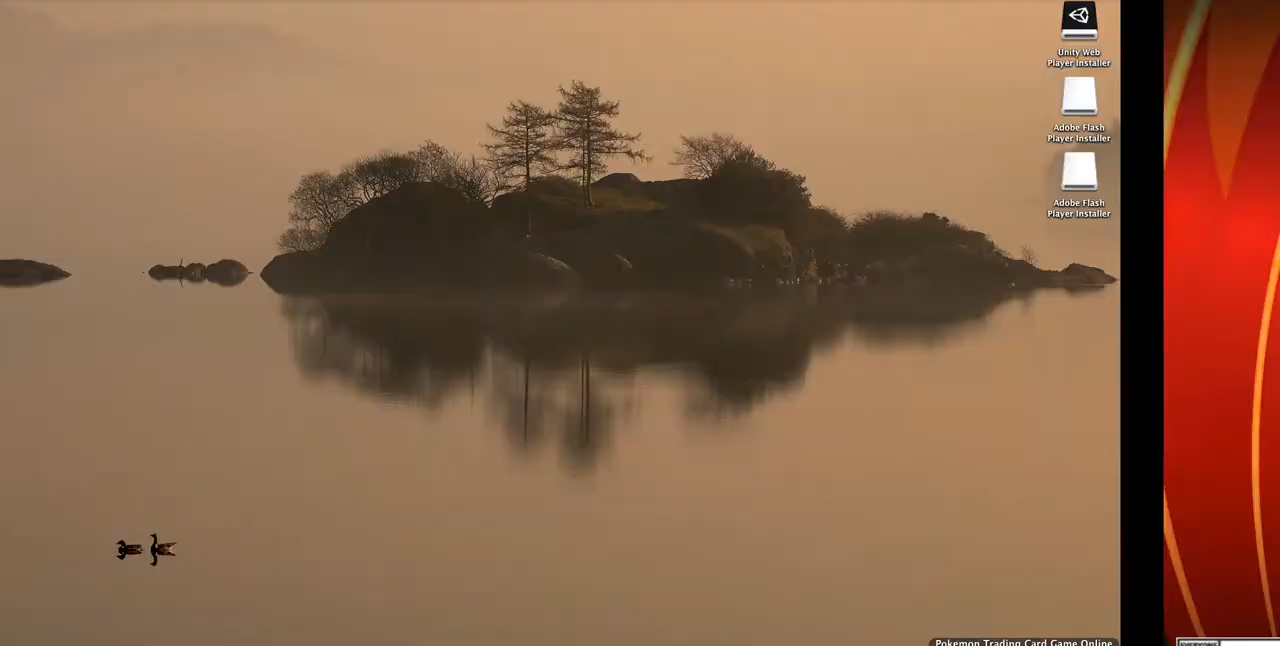 Unity Web
Player Installer
Adobe Flash
Player Installer
Adobe Flash
Player Installer
Pokemon Trading Card Game Online